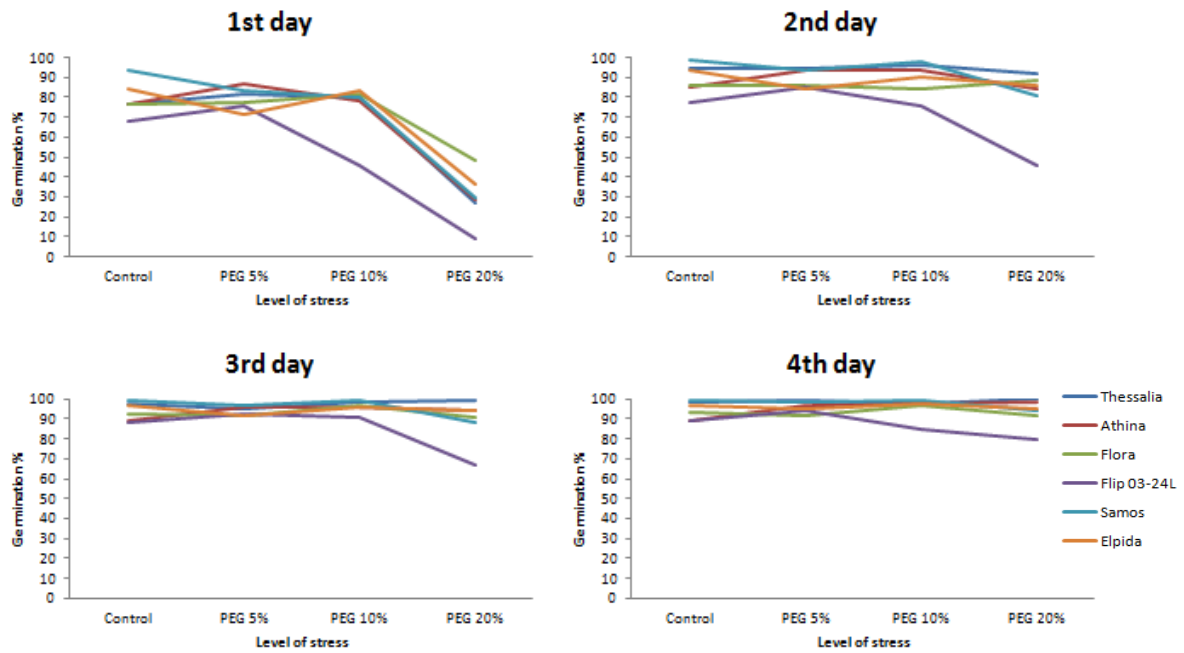 1st day
Germination %
100
90
80
70
60
50
40
30
20
10
0
Control PEG 5% PEG 10% PEG 20%
Level of stress
2nd day
Germination %
100
90
80
70
60
50
40
30
20
10
0
Control PEG 5% PEG 10% PEG 20%
Level of stress
3rd day
Germination %
100
90
80
70
60
50
40
30
20
10
0
Control PEG 5% PEG 10% PEG 20%
Level of stress
4th day
Germination %
100
90
80
70
60
50
40
30
20
10
0
Control PEG 5% PEG 10% PEG 20%
Level of stress
Thessalia
Athina
Flora
Flip 03-24L
Samos
Elpida